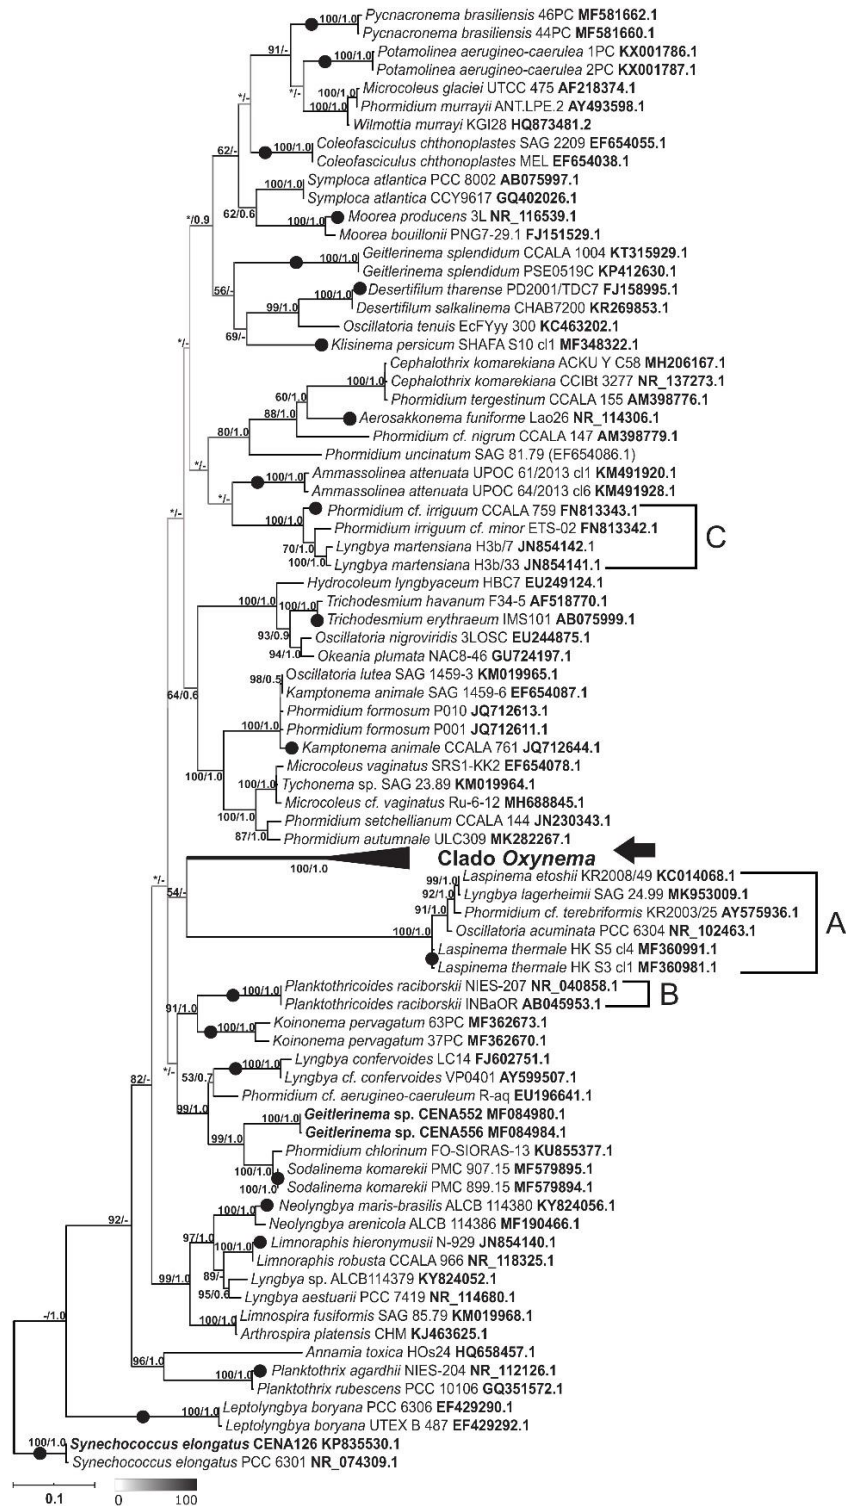 100/1.0 Pycnacronema brasiliensis 46PC MF581662.1
Pycnacronema brasiliensis 44PC MF581660.1
91/-
100/1.0 Potamolinea aerugineo-caerulea 1PC KX001786.1
Potamolinea aerugineo-caerulea 2PC KX001787.1
*/-
100/1.0 Microcoleus glaciei UTCC 475 AF218374.1
*/-
100/1.0 Phormidium murrayii ANT.LPE.2 AY493598.1
Wilmottia murrayi KGI28 HQ873481.2
100/1.0 Coleofasciculus chthonoplastes SAG 2209 EF654055.1
62/-
Coleofasciculus chthonoplastes MEL EF654038.1
100/1.0 Symploca atlantica PCC 8002 AB075997.1
Symploca atlantica CCY9617 GQ402026.1
*/0.9 62/0.6
100/1.0 Moorea producens 3L NR_116539.1
Moorea bouillonii PNG7-29.1 FJ151529.1
100/1.0 Geitlerinema splendidum CCALA 1004 KT315929.1
Geitlerinema splendidum PSE0519C KP412630.1
56/-
100/1.0 Desertifilum tharense PD2001/TDC7 FJ158995.1
99/1.0 Desertifilum salkalinema CHAB7200 KR269853.1
Oscillatoria tenuis EcFYyy 300 KC463202.1
*/- 69/-
Klisinema persicum SHAFA S10 cl1 MF348322.1
Cephalothrix komarekiana ACKU Y C58 MH206167.1
100/1.0 Cephalothrix komarekiana CCIBt 3277 NR_137273.1
60/1.0 Phormidium tergestinum CCALA 155 AM398776.1
88/1.0 Aerosakkonema funiforme Lao26 NR_114306.1
80/1.0 Phormidium cf. nigrum CCALA 147 AM398779.1
Phormidium uncinatum SAG 81.79 (EF654086.1)
*/-
100/1.0 Ammassolinea attenuata UPOC 61/2013 cl1 KM491920.1
Ammassolinea attenuata UPOC 64/2013 cl6 KM491928.1
*/-
*/-
Phormidium cf. irriguum CCALA 759 FN813343.1
100/1.0 Phormidium irriguum cf. minor ETS-02 FN813342.1
C
70/1.0 Lyngbya martensiana H3b/7 JN854142.1
100/1.0 Lyngbya martensiana H3b/33 JN854141.1
Hydrocoleum lyngbyaceum HBC7 EU249124.1
100/1.0 100/1.0 Trichodesmium havanum F34-5 AF518770.1
Trichodesmium erythraeum IMS101 AB075999.1
93/0.9 Oscillatoria nigroviridis 3LOSC EU244875.1
94/1.0 Okeania plumata NAC8-46 GU724197.1
98/0.5 Oscillatoria lutea SAG 1459-3 KM019965.1
64/0.6 Kamptonema animale SAG 1459-6 EF654087.1
Phormidium formosum P010 JQ712613.1
100/1.0 Phormidium formosum P001 JQ712611.1
Kamptonema animale CCALA 761 JQ712644.1
100/1.0 Microcoleus vaginatus SRS1-KK2 EF654078.1
100/1.0 Tychonema sp. SAG 23.89 KM019964.1
Microcoleus cf. vaginatus Ru-6-12 MH688845.1
100/1.0 Phormidium setchellianum CCALA 144 JN230343.1
87/1.0 Phormidium autumnale ULC309 MK282267.1
Clado Oxynema
100/1.0
*/- 54/-
99/1.0 Laspinema etoshii KR2008/49 KC014068.1
92/1.0 Lyngbya lagerheimii SAG 24.99 MK953009.1
91/1.0 Phormidium cf. terebriformis KR2003/25 AY575936.1
A
100/1.0 Oscillatoria acuminata PCC 6304 NR_102463.1
Laspinema thermale HK S5 cl4 MF360991.1
Laspinema thermale HK S3 cl1 MF360981.1
100/1.0 Planktothricoides raciborskii NIES-207 NR_040858.1
B
Planktothricoides raciborskii INBaOR AB045953.1
91/1.0
100/1.0 Koinonema pervagatum 63PC MF362673.1
Koinonema pervagatum 37PC MF362670.1
*/-
100/1.0 Lyngbya confervoides LC14 FJ602751.1
82/- 53/0.7 Lyngbya cf. confervoides VP0401 AY599507.1
Phormidium cf. aerugineo-caeruleum R-aq EU196641.1
99/1.0
100/1.0 Geitlerinema sp. CENA552 MF084980.1
Geitlerinema sp. CENA556 MF084984.1
99/1.0
Phormidium chlorinum FO-SIORAS-13 KU855377.1
100/1.0 Sodalinema komarekii PMC 907.15 MF579895.1
100/1.0 Sodalinema komarekii PMC 899.15 MF579894.1
100/1.0 Neolyngbya maris-brasilis ALCB 114380 KY824056.1
92/- Neolyngbya arenicola ALCB 114386 MF190466.1
97/1.0 100/1.0 Limnoraphis hieronymusii N-929 JN854140.1
Limnoraphis robusta CCALA 966 NR_118325.1
99/1.0 89/- Lyngbya sp. ALCB114379 KY824052.1
95/0.6 Lyngbya aestuarii PCC 7419 NR_114680.1
-/1.0 100/1.0 Limnospira fusiformis SAG 85.79 KM019968.1
Arthrospira platensis CHM KJ463625.1
96/1.0 Annamia toxica HOs24 HQ658457.1
100/1.0 Planktothrix agardhii NIES-204 NR_112126.1
Planktothrix rubescens PCC 10106 GQ351572.1
100/1.0 Leptolyngbya boryana PCC 6306 EF429290.1
Leptolyngbya boryana UTEX B 487 EF429292.1
100/1.0 Synechococcus elongatus CENA126 KP835530.1
Synechococcus elongatus PCC 6301 NR_074309.1
0.1 0 100